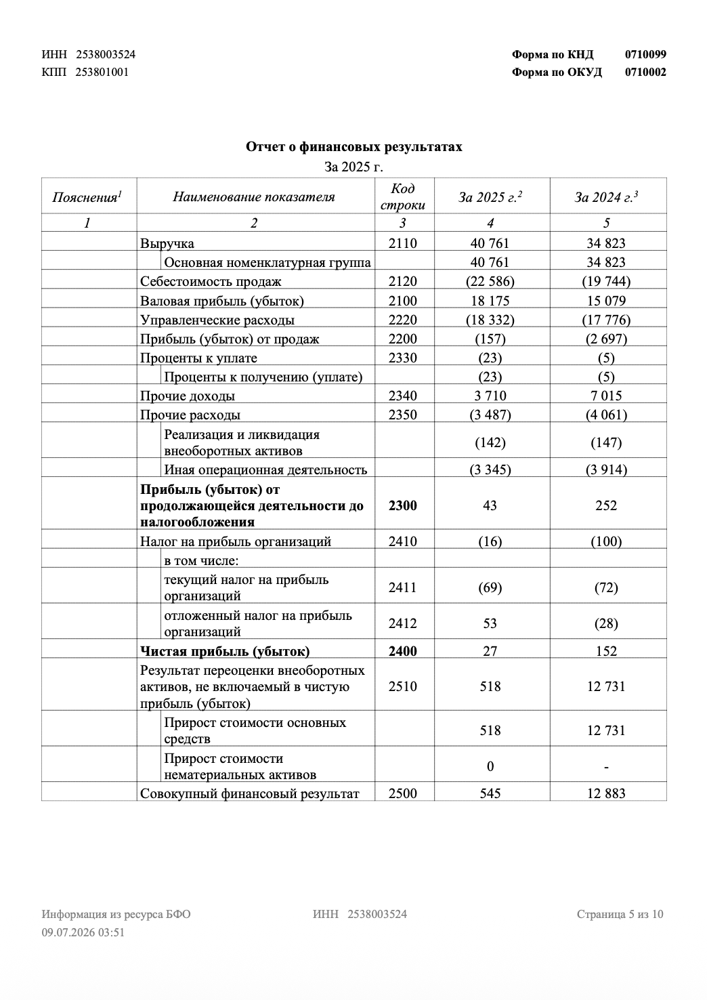 ИНН 2538003524
КПП 253801001
Форма по КНД 0710099
Форма по ОКУД 0710002
Отчет о финансовых результатах
За 2025 г.
Пояснения¹ Наименование показателя Код строки За 2025 г.² За 2024 г.³
1 2 3 4 5
Выручка 2110 40 761 34 823
Основная номенклатурная группа 40 761 34 823
Себестоимость продаж 2120 (22 586) (19 744)
Валовая прибыль (убыток) 2100 18 175 15 079
Управленческие расходы 2220 (18 332) (17 776)
Прибыль (убыток) от продаж 2200 (157) (2 697)
Проценты к уплате 2330 (23) (5)
Проценты к получению (уплате) (23) (5)
Прочие доходы 2340 3 710 7 015
Прочие расходы 2350 (3 487) (4 061)
Реализация и ликвидация
внеоборотных активов (142) (147)
Иная операционная деятельность (3 345) (3 914)
Прибыль (убыток) от
продолжающейся деятельности до
налогообложения 2300 43 252
Налог на прибыль организаций 2410 (16) (100)
в том числе:
текущий налог на прибыль
организаций 2411 (69) (72)
отложенный налог на прибыль
организаций 2412 53 (28)
Чистая прибыль (убыток) 2400 27 152
Результат переоценки внеоборотных
активов, не включаемый в чистую
прибыль (убыток) 2510 518 12 731
Прирост стоимости основных
средств 518 12 731
Прирост стоимости
нематериальных активов 0 -
Совокупный финансовый результат 2500 545 12 883
Информация из ресурса БФО ИНН 2538003524 Страница 5 из 10
09.07.2026 03:51